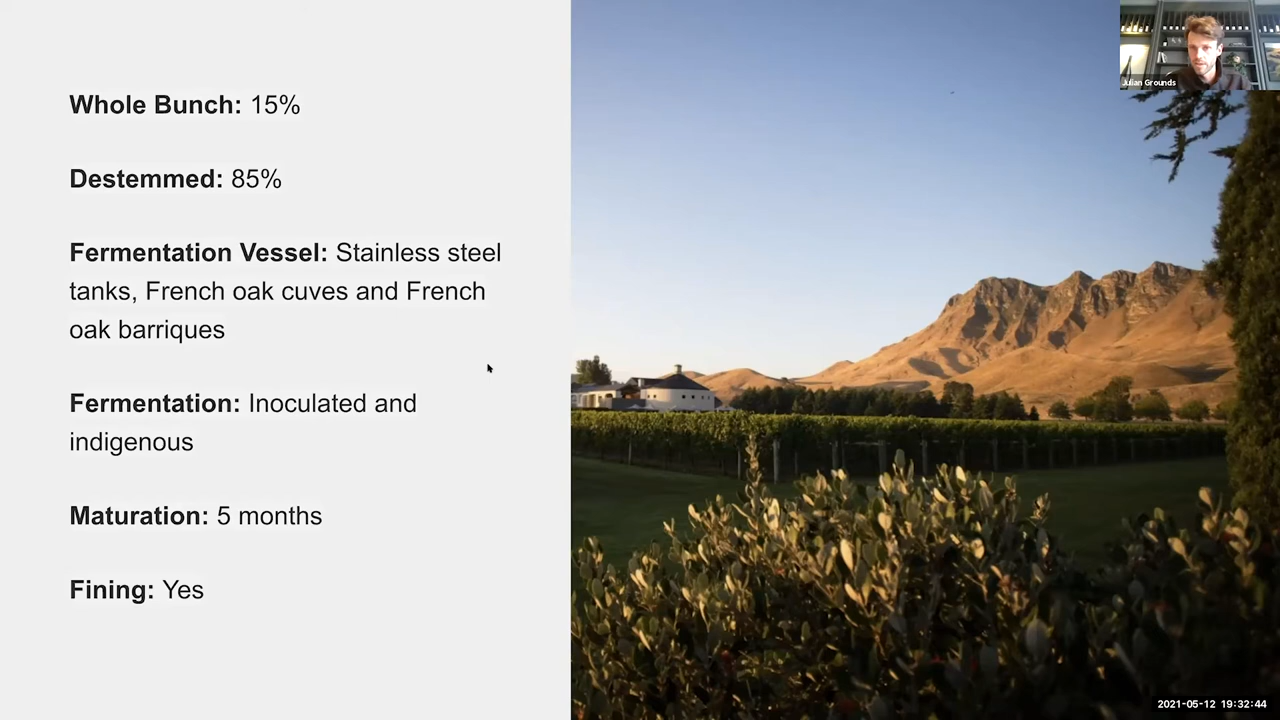 Whole Bunch: 15%
Destemmed: 85%
Fermentation Vessel: Stainless steel
tanks, French oak cuves and French
oak barriques
Fermentation: Inoculated and
indigenous
Maturation: 5 months
Fining: Yes
Julian Grounds
2021-05-12 19:32:44